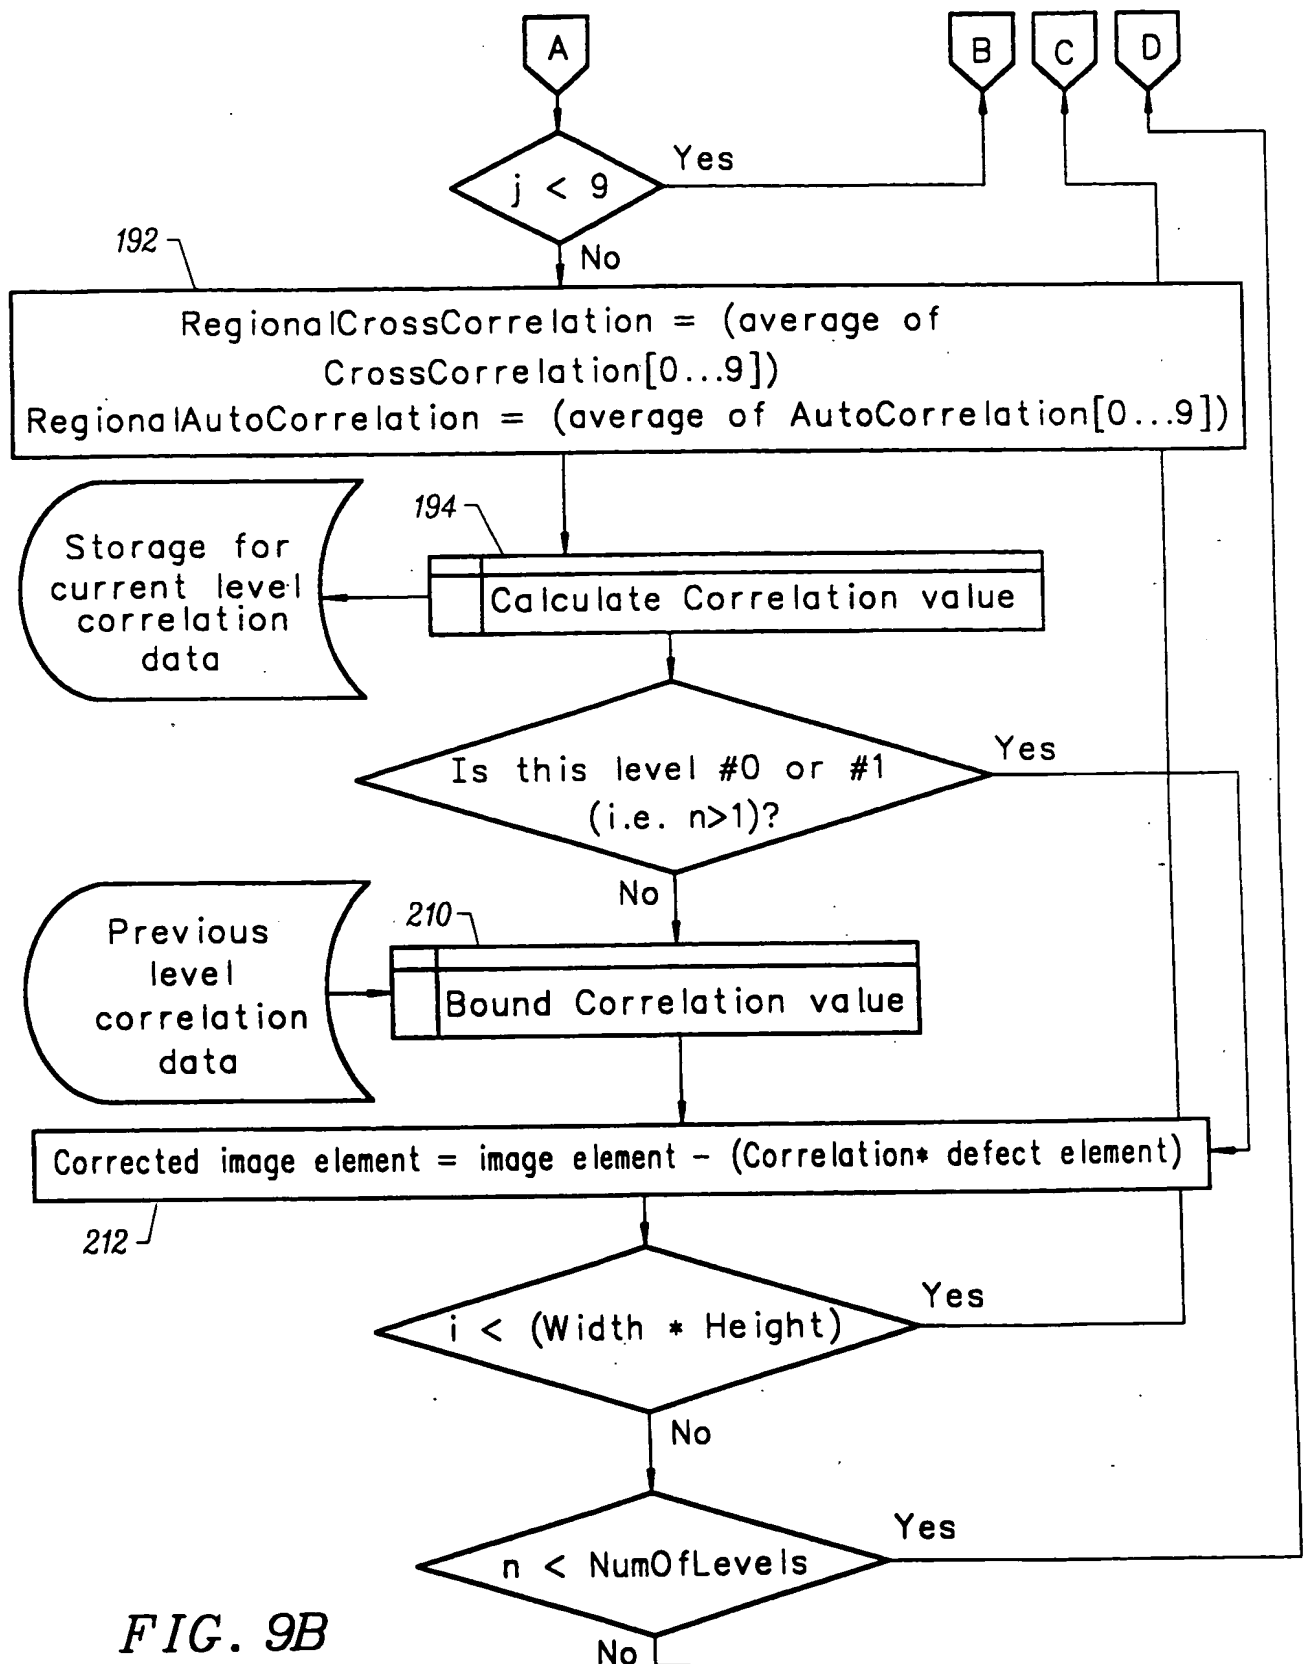 A
B
C
D
j < 9
Yes
No
192
RegionalCrossCorrelation = (average of
CrossCorrelation[0...9])
RegionalAutoCorrelation = (average of AutoCorrelation[0...9])
194
Storage for
current level
correlation
data
Calculate Correlation value
Is this level #0 or #1
(i.e. n>1)?
Yes
No
210
Previous
level
correlation
data
Bound Correlation value
Corrected image element = image element - (Correlation* defect element)
212
i < (Width * Height)
Yes
No
n < NumOfLevels
Yes
No
FIG. 9B